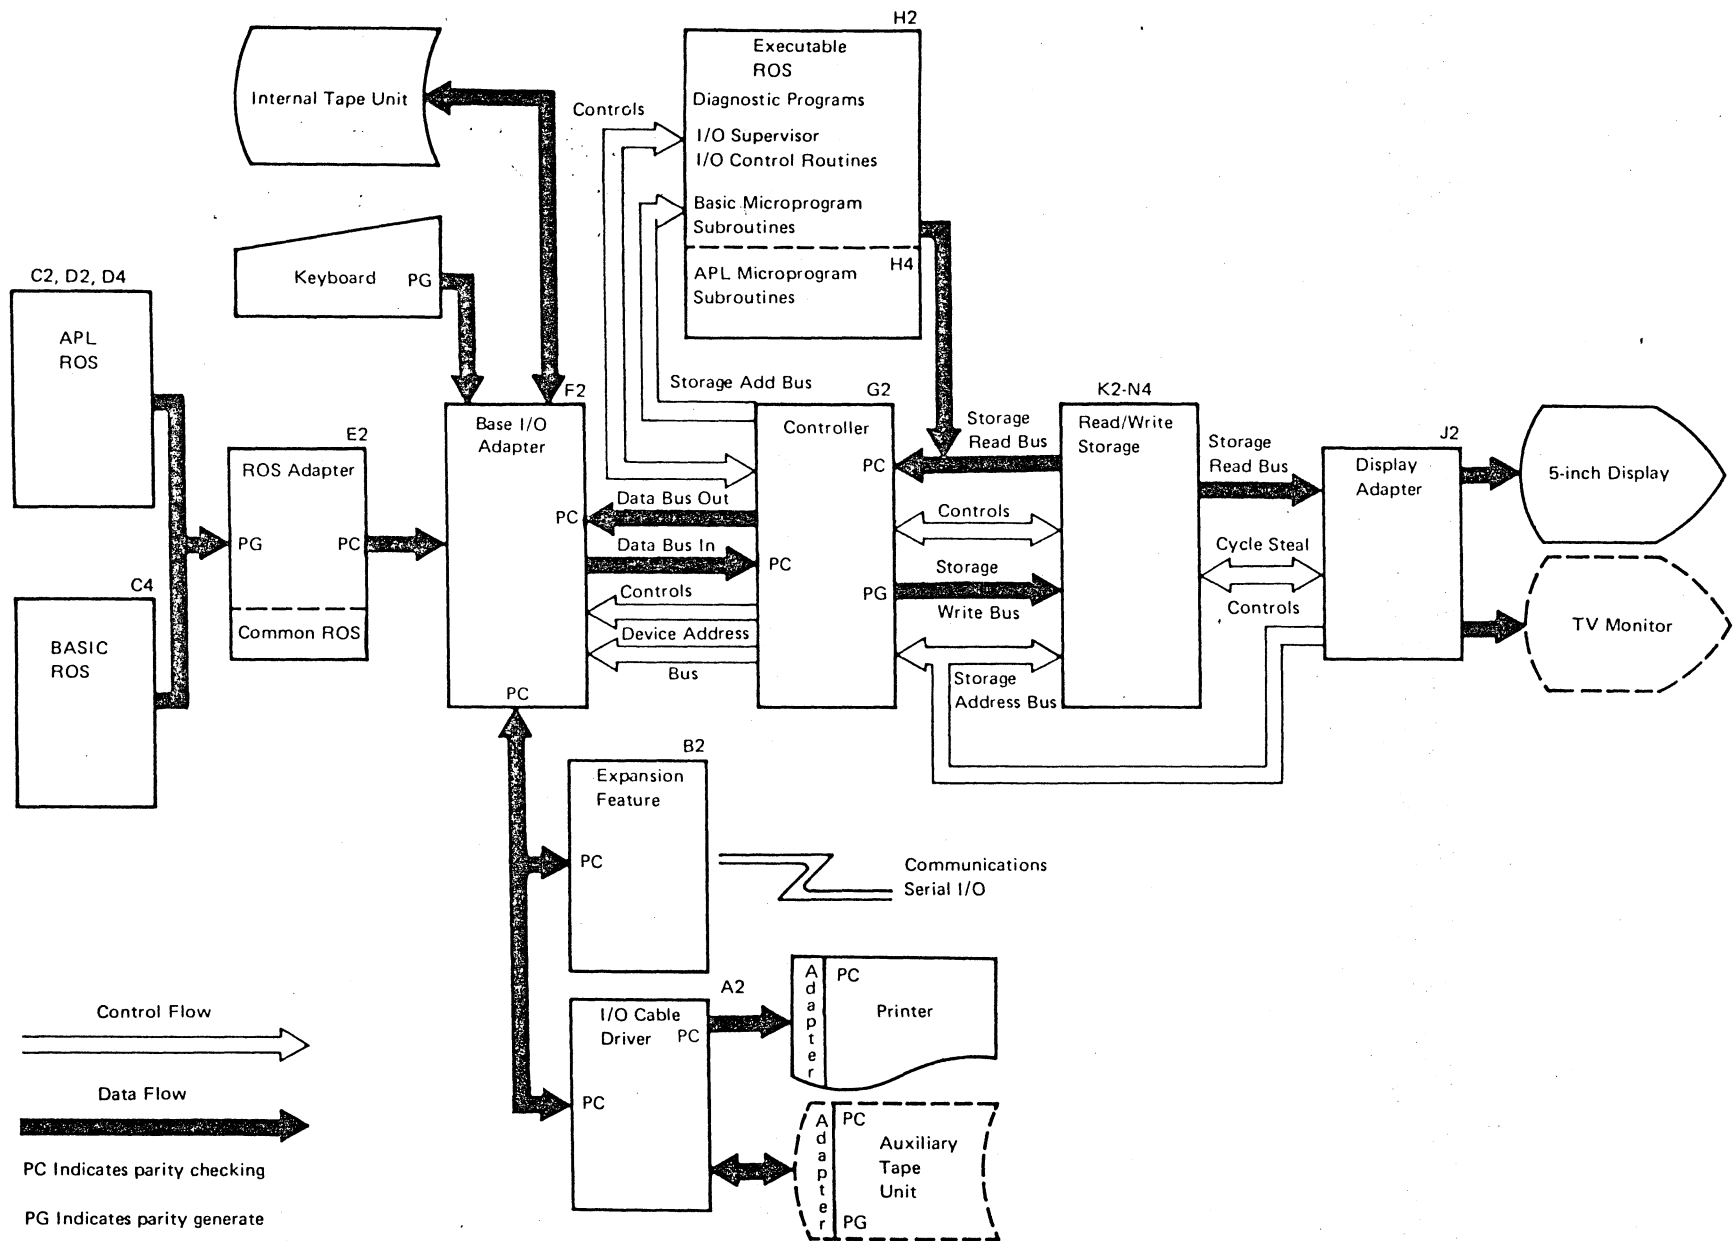 H2
Executable
ROS
Diagnostic Programs
I/O Supervisor
I/O Control Routines
Basic Microprogram
Subroutines
H4
APL Microprogram
Subroutines
Internal Tape Unit
Controls
Keyboard
PG
C2, D2, D4
APL
ROS
C4
BASIC
ROS
E2
ROS Adapter
PG
PC
Common ROS
F2
Base I/O
Adapter
PC
PC
Storage Add Bus
Data Bus Out
Data Bus In
Controls
Device Address
Bus
G2
Controller
PC
PC
PG
Storage
Read Bus
Controls
Storage
Write Bus
Storage
Address Bus
K2-N4
Read/Write
Storage
Storage
Read Bus
Cycle Steal
Controls
J2
Display
Adapter
5-inch Display
TV Monitor
B2
Expansion
Feature
PC
Communications
Serial I/O
A2
I/O Cable
Driver
PC
PC
Adapter
PC
Printer
Adapter
PC
Auxiliary
Tape
Unit
PG
Control Flow
Data Flow
PC Indicates parity checking
PG Indicates parity generate